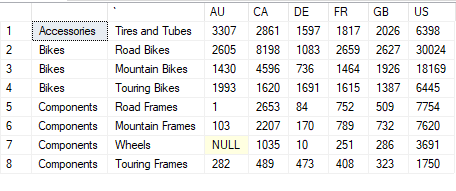 ` AU CA DE FR GB US
1 Accessories Tires and Tubes 3307 2861 1597 1817 2026 6398
2 Bikes Road Bikes 2605 8198 1083 2659 2627 30024
3 Bikes Mountain Bikes 1430 4596 736 1464 1926 18169
4 Bikes Touring Bikes 1993 1620 1691 1615 1387 6445
5 Components Road Frames 1 2653 84 752 509 7754
6 Components Mountain Frames 103 2207 170 789 732 7620
7 Components Wheels NULL 1035 10 251 286 3691
8 Components Touring Frames 282 489 473 408 323 1750